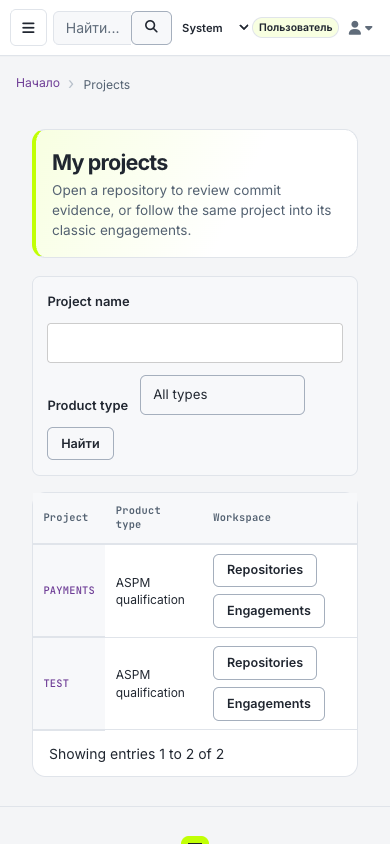 Найти...
System
Пользователь
Начало
Projects
My projects
Open a repository to review commit
evidence, or follow the same project into its
classic engagements.
Project name
Product type
All types
Найти
Project
Product
type
Workspace
PAYMENTS
ASPM
qualification
Repositories
Engagements
TEST
ASPM
qualification
Repositories
Engagements
Showing entries 1 to 2 of 2